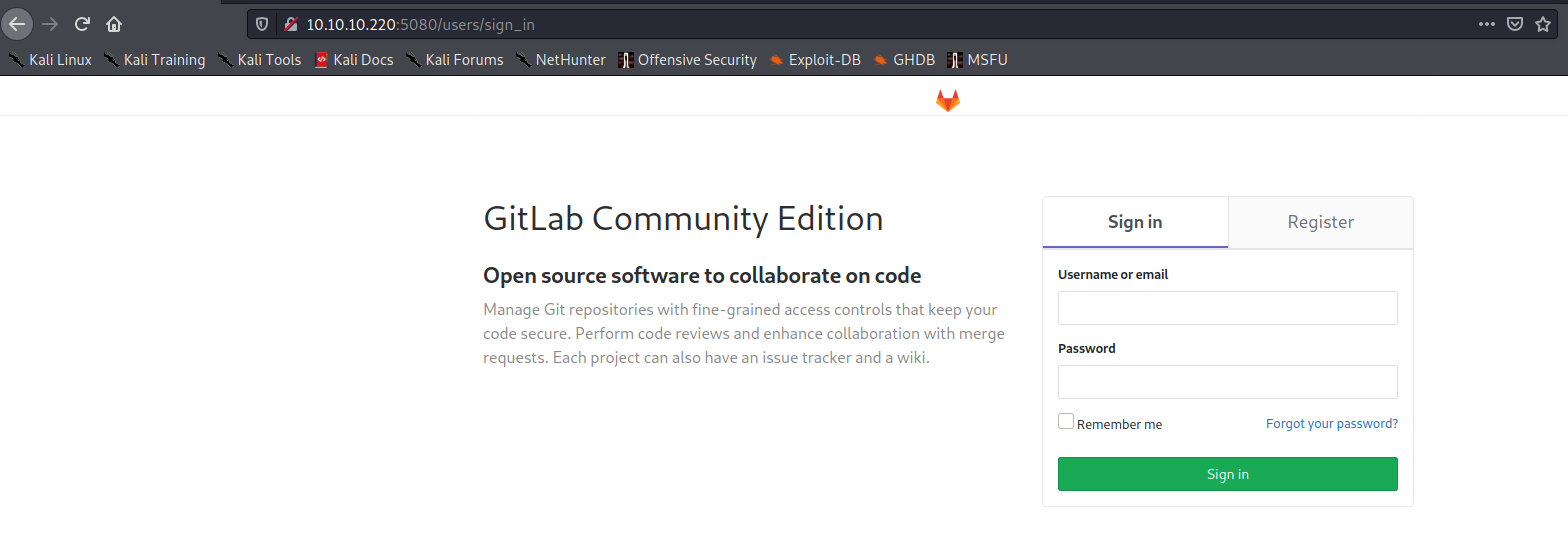 10.10.10.220:5080/users/sign_in
Kali Linux Kali Training Kali Tools Kali Docs Kali Forums NetHunter Offensive Security Exploit-DB GHDB MSFU
GitLab Community Edition
Open source software to collaborate on code
Manage Git repositories with fine-grained access controls that keep your
code secure. Perform code reviews and enhance collaboration with merge
requests. Each project can also have an issue tracker and a wiki.
Sign in Register
Username or email
Password
Remember me Forgot your password?
Sign in